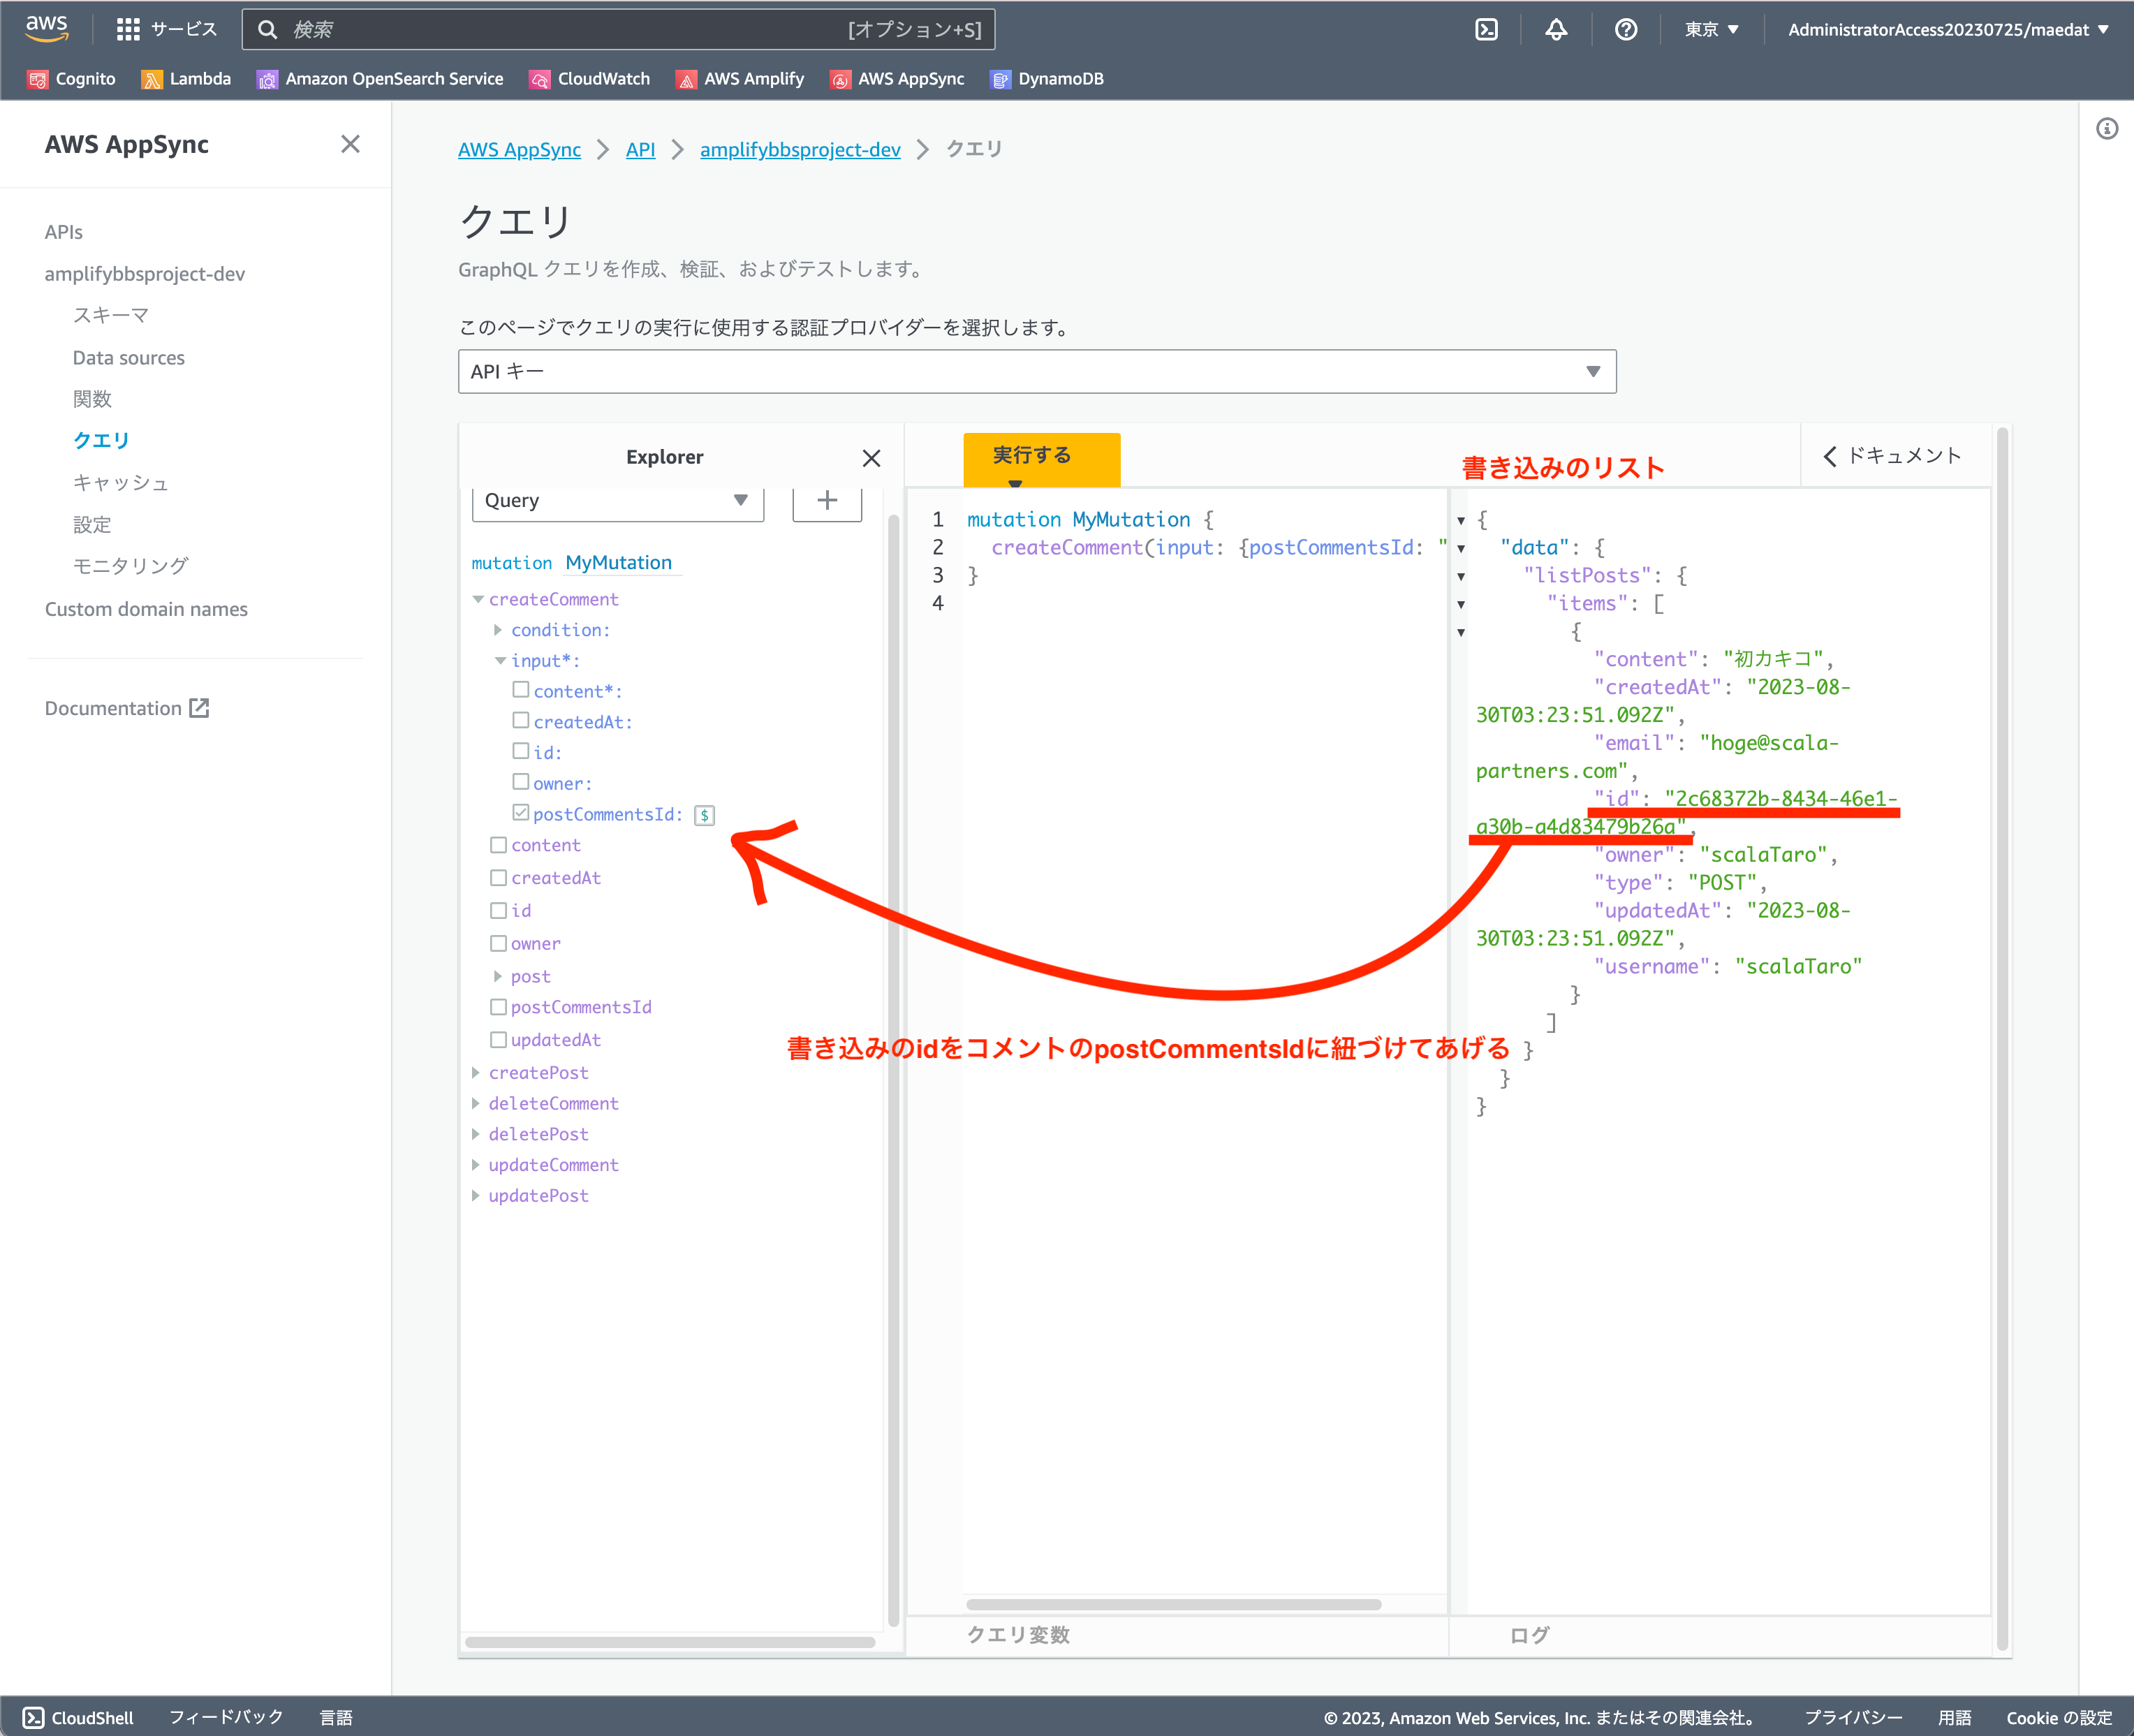 aws
サービス
検索
[オプション+S]
東京
AdministratorAccess20230725/maedat
Cognito
Lambda
Amazon OpenSearch Service
CloudWatch
AWS Amplify
AWS AppSync
DynamoDB
AWS AppSync
APIs
amplifybbsproject-dev
スキーマ
Data sources
関数
クエリ
キャッシュ
設定
モニタリング
Custom domain names
Documentation
AWS AppSync
API
amplifybbsproject-dev
クエリ
クエリ
GraphQL クエリを作成、検証、およびテストします。
このページでクエリの実行に使用する認証プロバイダーを選択します。
API キー
Explorer
Query
mutation MyMutation
createComment
condition:
input*:
content*:
createdAt:
id:
owner:
postCommentsId: $
content
createdAt
id
owner
post
postCommentsId
updatedAt
createPost
deleteComment
deletePost
updateComment
updatePost
実行する
書き込みのリスト
ドキュメント
1 mutation MyMutation {
2 createComment(input: {postCommentsId: "
3 }
4
{
"data": {
"listPosts": {
"items": [
{
"content": "初カキコ",
"createdAt": "2023-08-
30T03:23:51.092Z",
"email": "hoge@scala-
partners.com",
"id": "2c68372b-8434-46e1-
a30b-a4d83479b26a",
"owner": "scalaTaro",
"type": "POST",
"updatedAt": "2023-08-
30T03:23:51.092Z",
"username": "scalaTaro"
}
]
書き込みのidをコメントのpostCommentsIdに紐づけてあげる
}
}
}
クエリ変数
ログ
CloudShell
フィードバック
言語
© 2023, Amazon Web Services, Inc. またはその関連会社。
プライバシー
用語
Cookie の設定